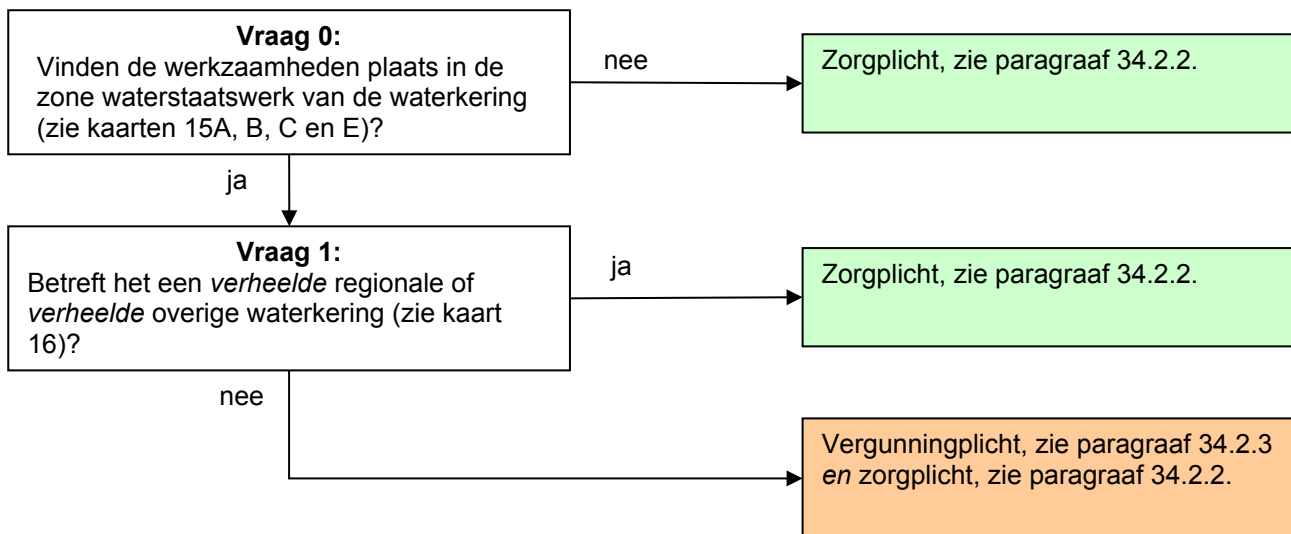 Vraag 0:
Vinden de werkzaamheden plaats in de
zone waterstaatswerk van de waterkering
(zie kaarten 15A, B, C en E)?
nee
Zorgplicht, zie paragraaf 34.2.2.
ja
Vraag 1:
Betreft het een verheelde regionale of
verheelde overige waterkering (zie kaart
16)?
ja
Zorgplicht, zie paragraaf 34.2.2.
nee
Vergunningplicht, zie paragraaf 34.2.3
en zorgplicht, zie paragraaf 34.2.2.